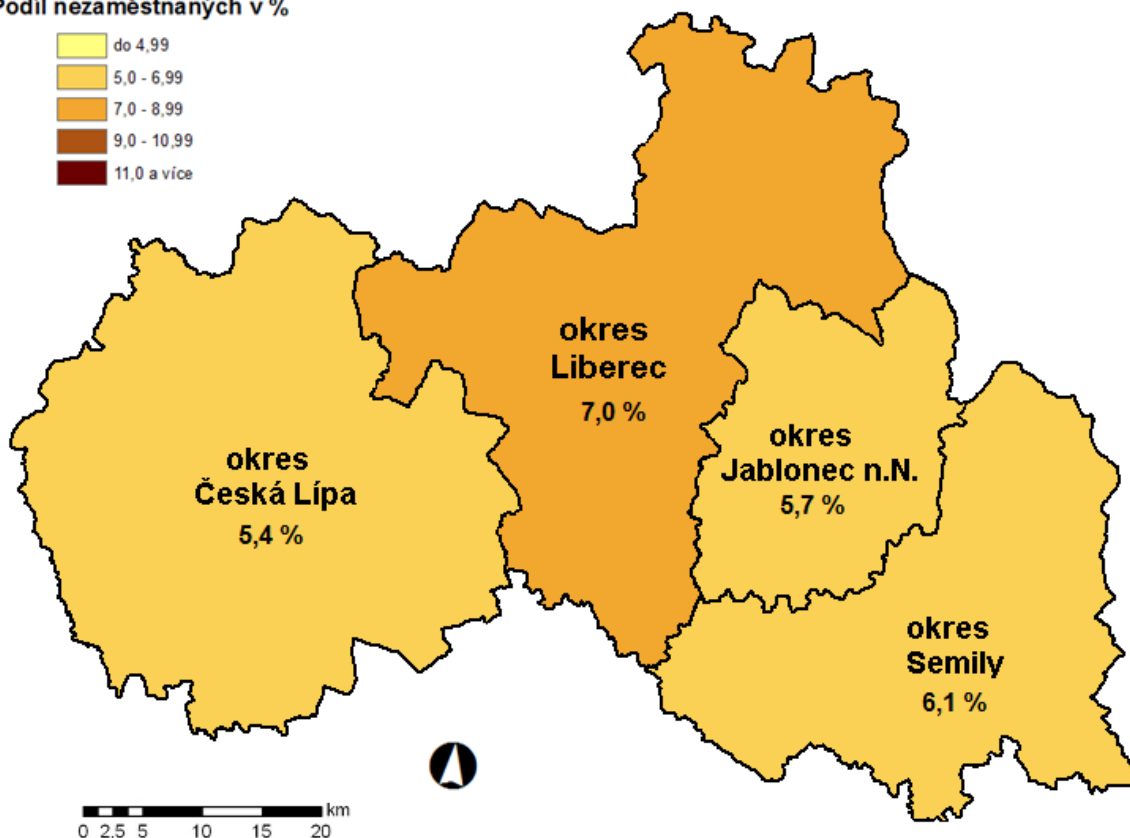 Podíl nezaměstnaných v %
do 4,99
5,0 - 6,99
7,0 - 8,99
9,0 - 10,99
11,0 a více
okres
Liberec
7,0 %
okres
Jablonec n.N.
5,7 %
okres
Česká Lípa
5,4 %
okres
Semily
6,1 %
km
0 2,5 5 10 15 20